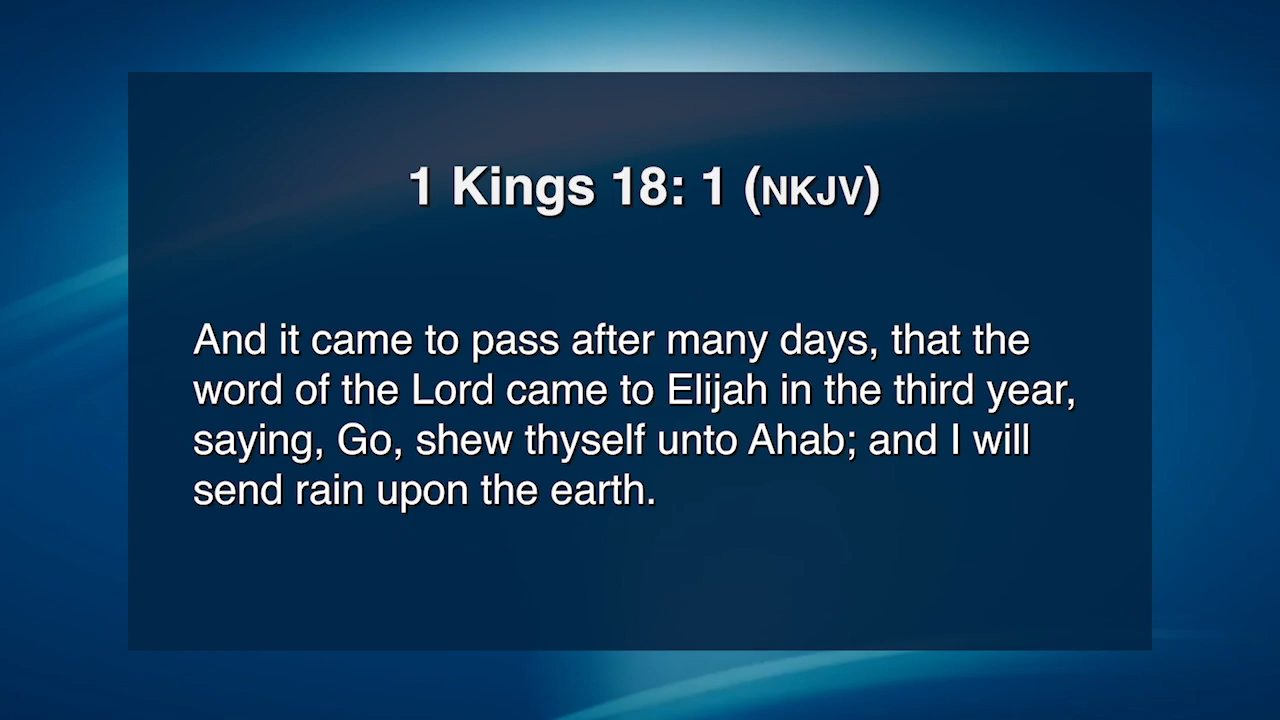 1 Kings 18: 1 (NKJV)
And it came to pass after many days, that the
word of the Lord came to Elijah in the third year,
saying, Go, shew thyself unto Ahab; and I will
send rain upon the earth.